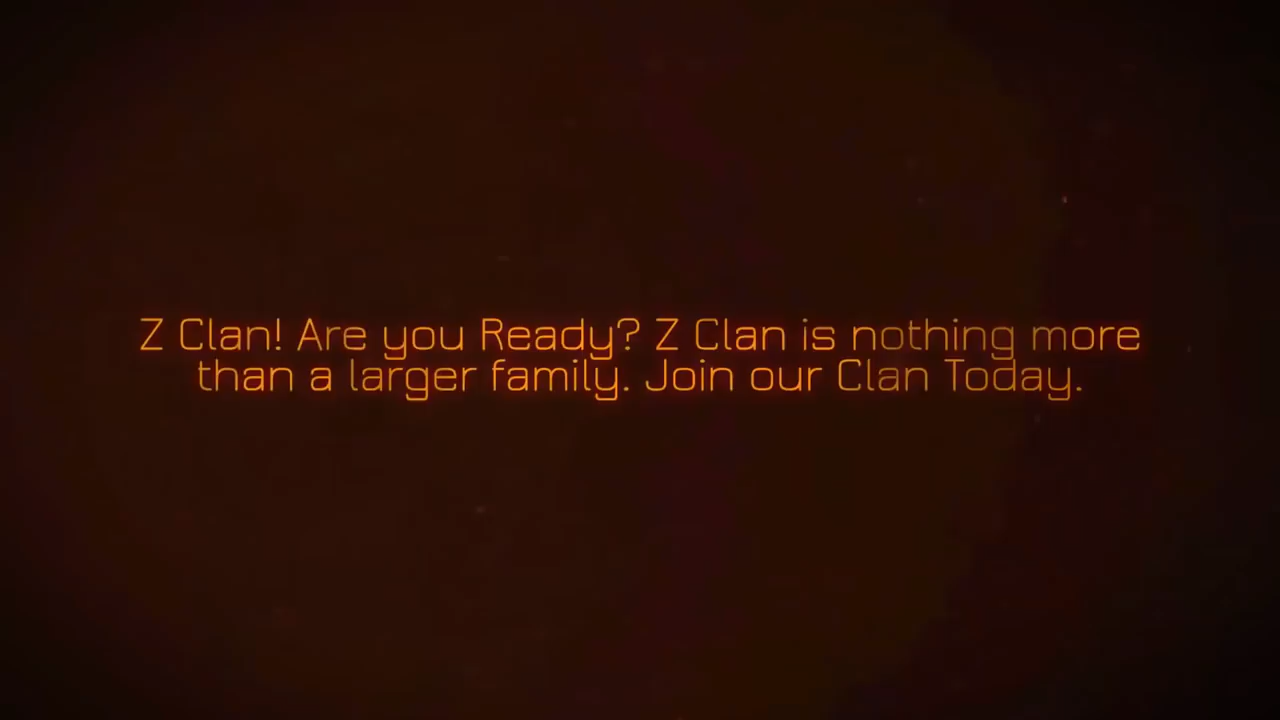 Z Clan! Are you Ready? Z Clan is nothing more
than a larger family. Join our Clan Today.